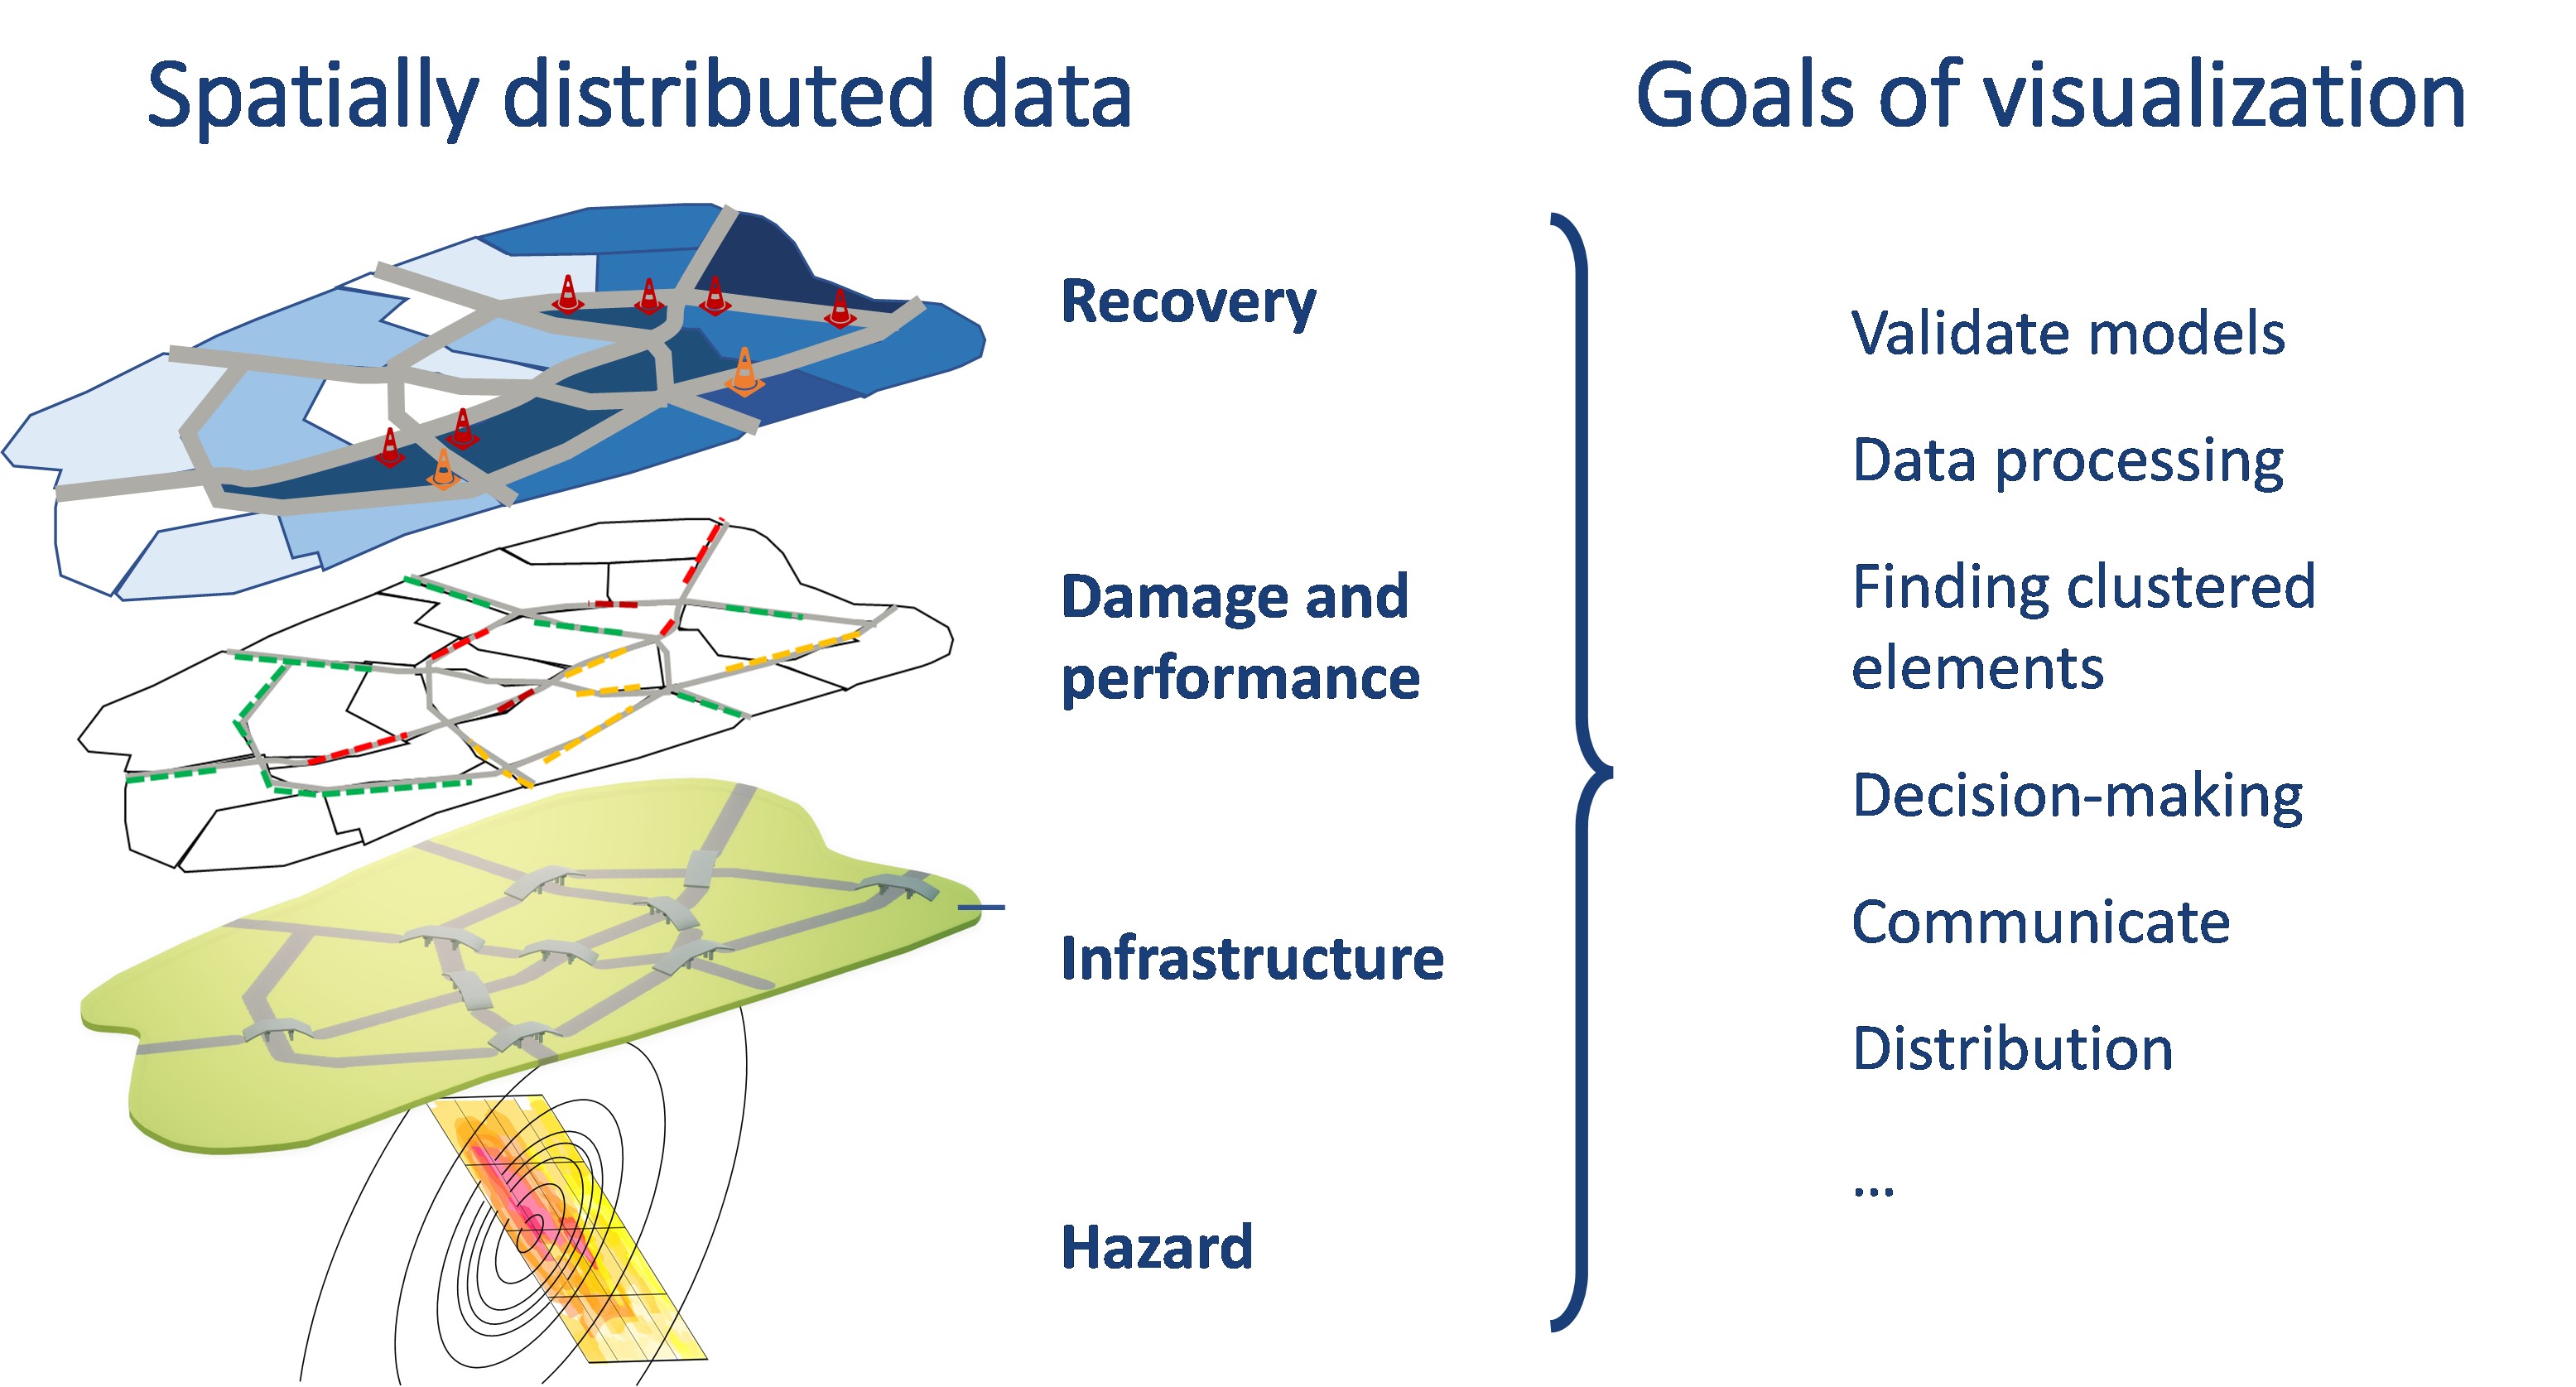 Spatially distributed data
Goals of visualization
Recovery
Damage and
performance
Infrastructure
Hazard
Validate models
Data processing
Finding clustered
elements
Decision-making
Communicate
Distribution
...